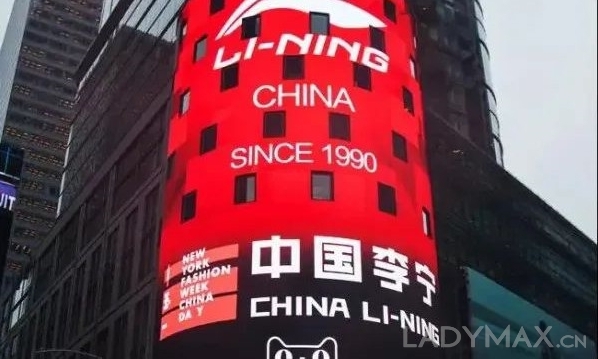 LI-NING
CHINA
SINCE 1990
NEW
YORK
FASHION
WEEK
CHINA
DAY
中国李宁
CHINA LI-NING
LADYMAX.CN